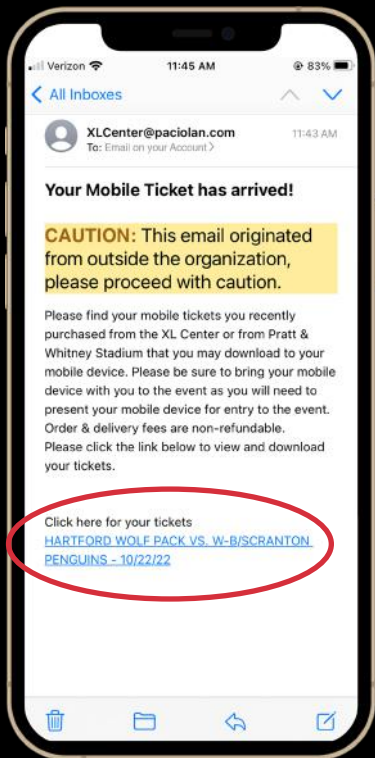 Verizon 11:45 AM 83%
All Inboxes
XLCenter@paciolan.com 11:43 AM
To: Email on your Account >
Your Mobile Ticket has arrived!
CAUTION: This email originated
from outside the organization,
please proceed with caution.
Please find your mobile tickets you recently
purchased from the XL Center or from Pratt &
Whitney Stadium that you may download to your
mobile device. Please be sure to bring your mobile
device with you to the event as you will need to
present your mobile device for entry to the event.
Order & delivery fees are non-refundable.
Please click the link below to view and download
your tickets.
Click here for your tickets
HARTFORD WOLF PACK VS. W-B/SCRANTON
PENGUINS - 10/22/22